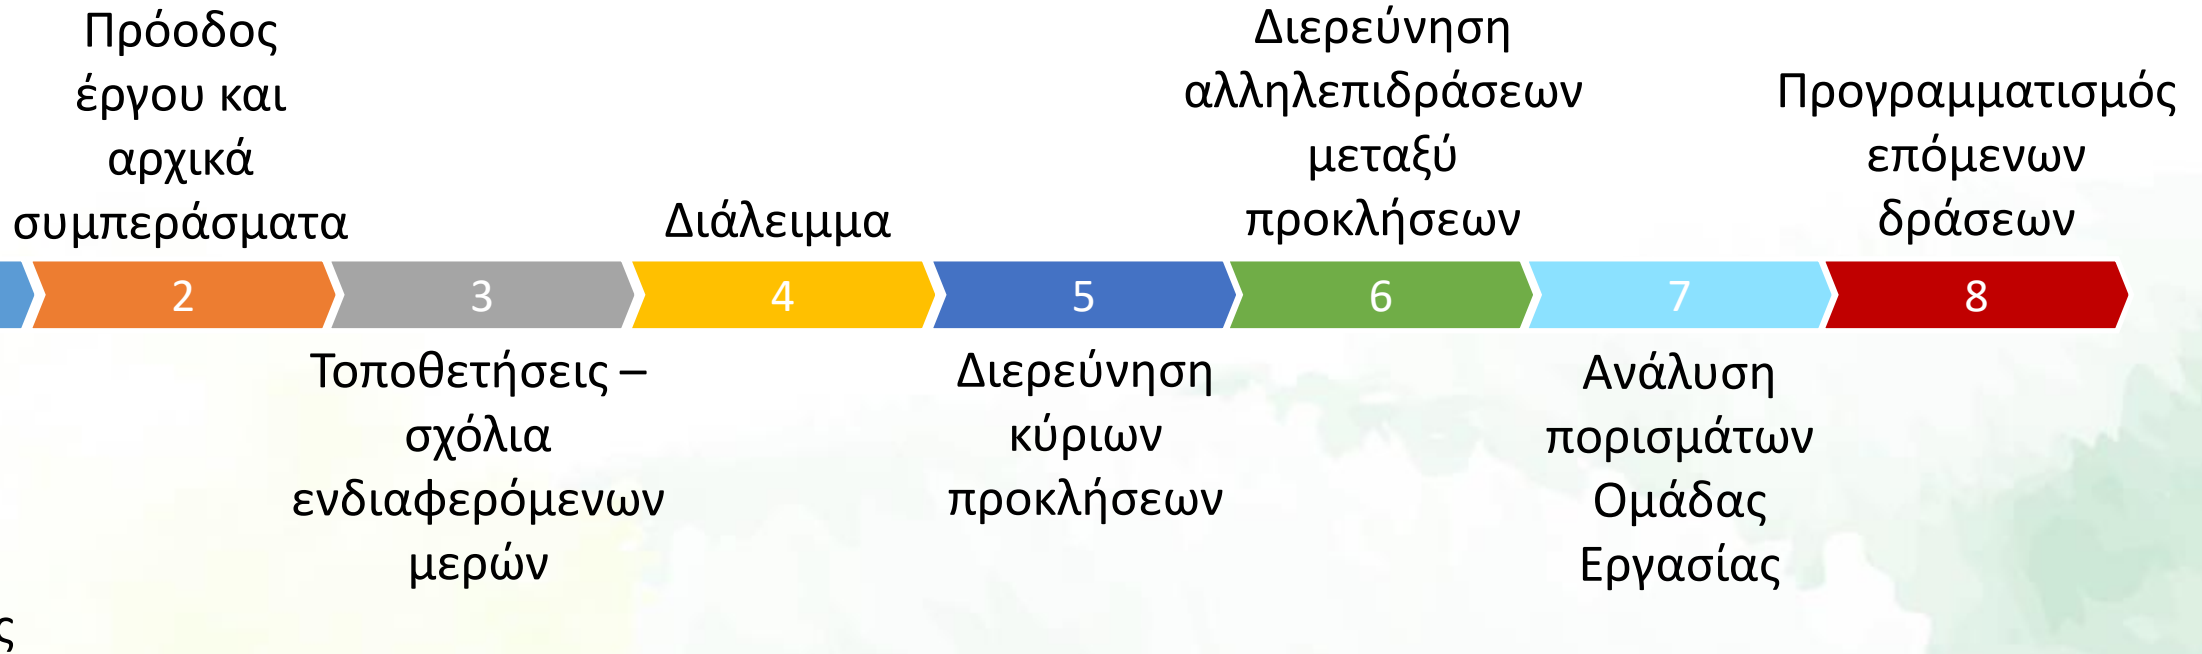 Πρόοδος
έργου και
αρχικά
συμπεράσματα
Διάλειμμα
Διερεύνηση
αλληλεπιδράσεων
μεταξύ
προκλήσεων
Προγραμματισμός
επόμενων
δράσεων
2
3
4
5
6
7
8
Τοποθετήσεις –
σχόλια
ενδιαφερόμενων
μερών
Διερεύνηση
κύριων
προκλήσεων
Ανάλυση
πορισμάτων
Ομάδας
Εργασίας